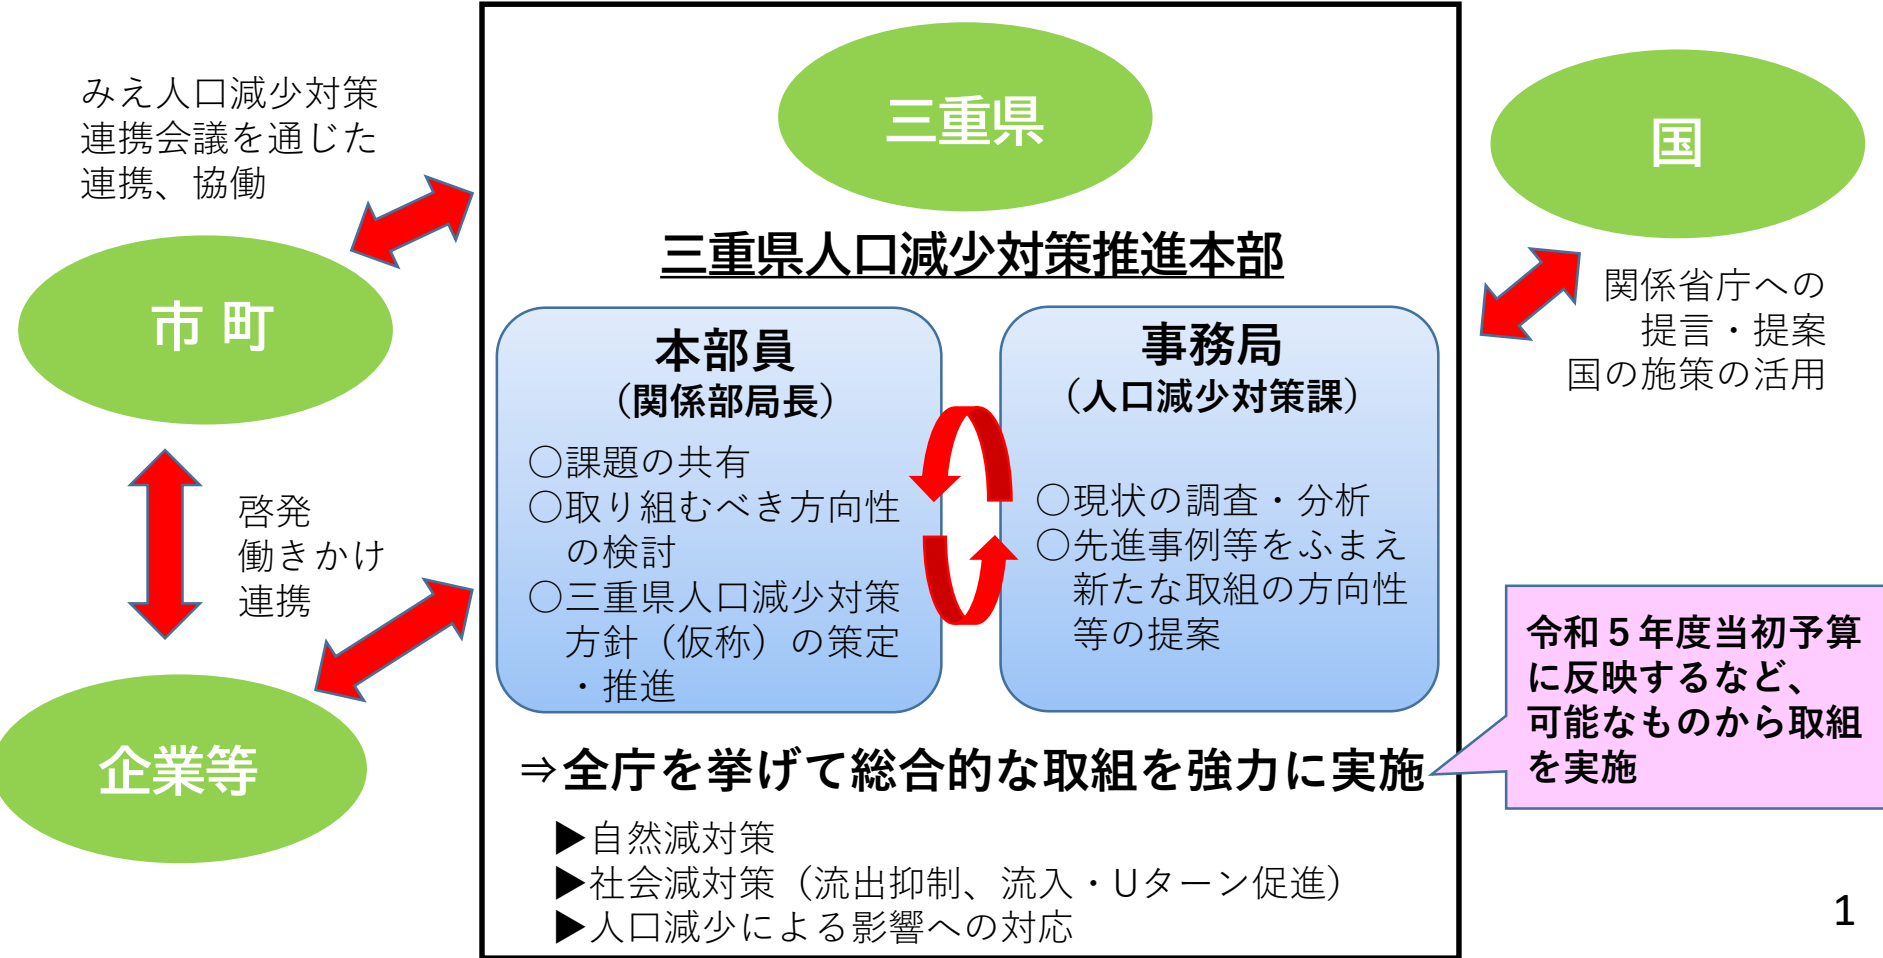 みえ人口減少対策
連携会議を通じた
連携、協働
市 町
啓発
働きかけ
連携
企業等
三重県
三重県人口減少対策推進本部
本部員
（関係部局長）
○課題の共有
○取り組むべき方向性
の検討
○三重県人口減少対策
方針（仮称）の策定
・推進
事務局
（人口減少対策課）
○現状の調査・分析
○先進事例等をふまえ
新たな取組の方向性
等の提案
⇒全庁を挙げて総合的な取組を強力に実施
▶自然減対策
▶社会減対策（流出抑制、流入・Uターン促進）
▶人口減少による影響への対応
国
関係省庁への
提言・提案
国の施策の活用
令和５年度当初予算
に反映するなど、
可能なものから取組
を実施
1